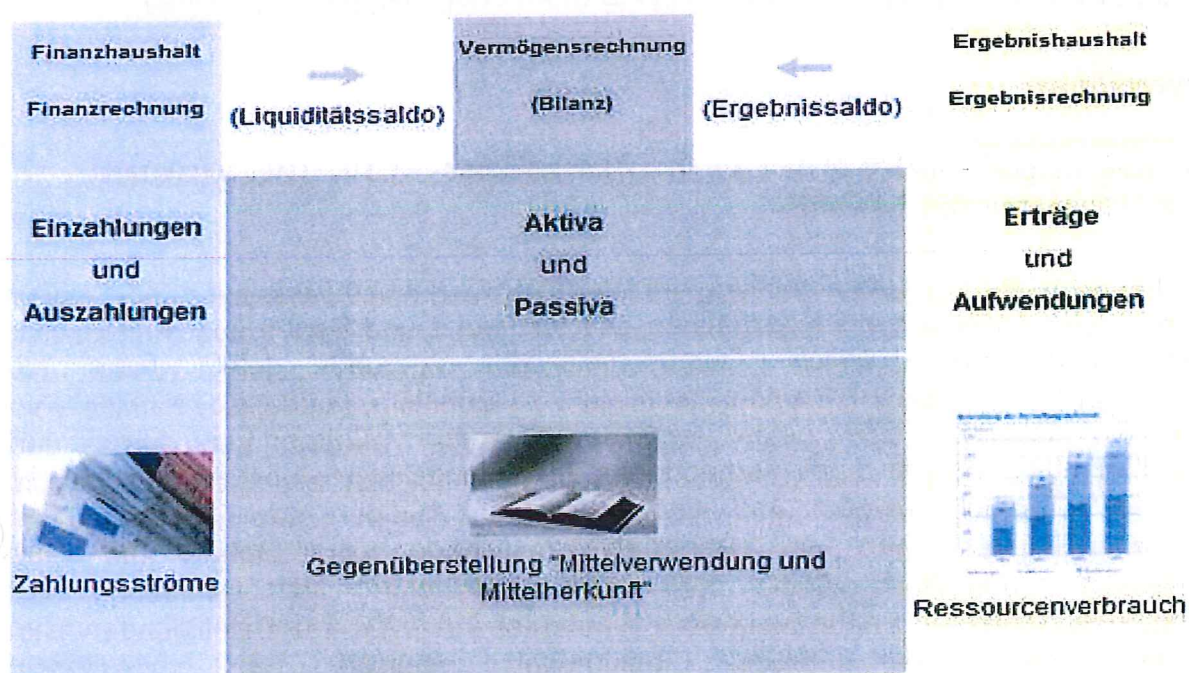 Finanzhaushalt
Finanzrechnung
(Liquiditätssaldo)
Vermögensrechnung
(Bilanz)
(Ergebnissaldo)
Ergebnishaushalt
Ergebnisrechnung
Einzahlungen
und
Auszahlungen
Aktiva
und
Passiva
Erträge
und
Aufwendungen
Zahlungsströme
Gegenüberstellung "Mittelverwendung und
Mittelherkunft"
Ressourcenverbrauch